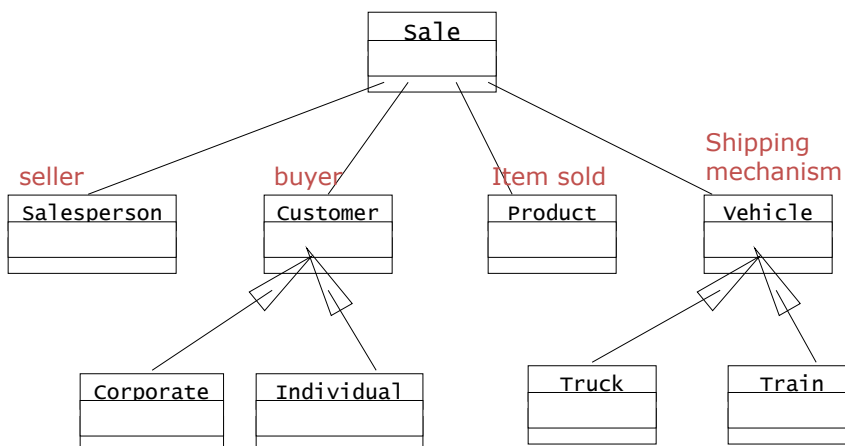 Sale
Shipping
mechanism
seller
buyer
Item sold
Salesperson
Customer
Product
Vehicle
Corporate
Individual
Truck
Train